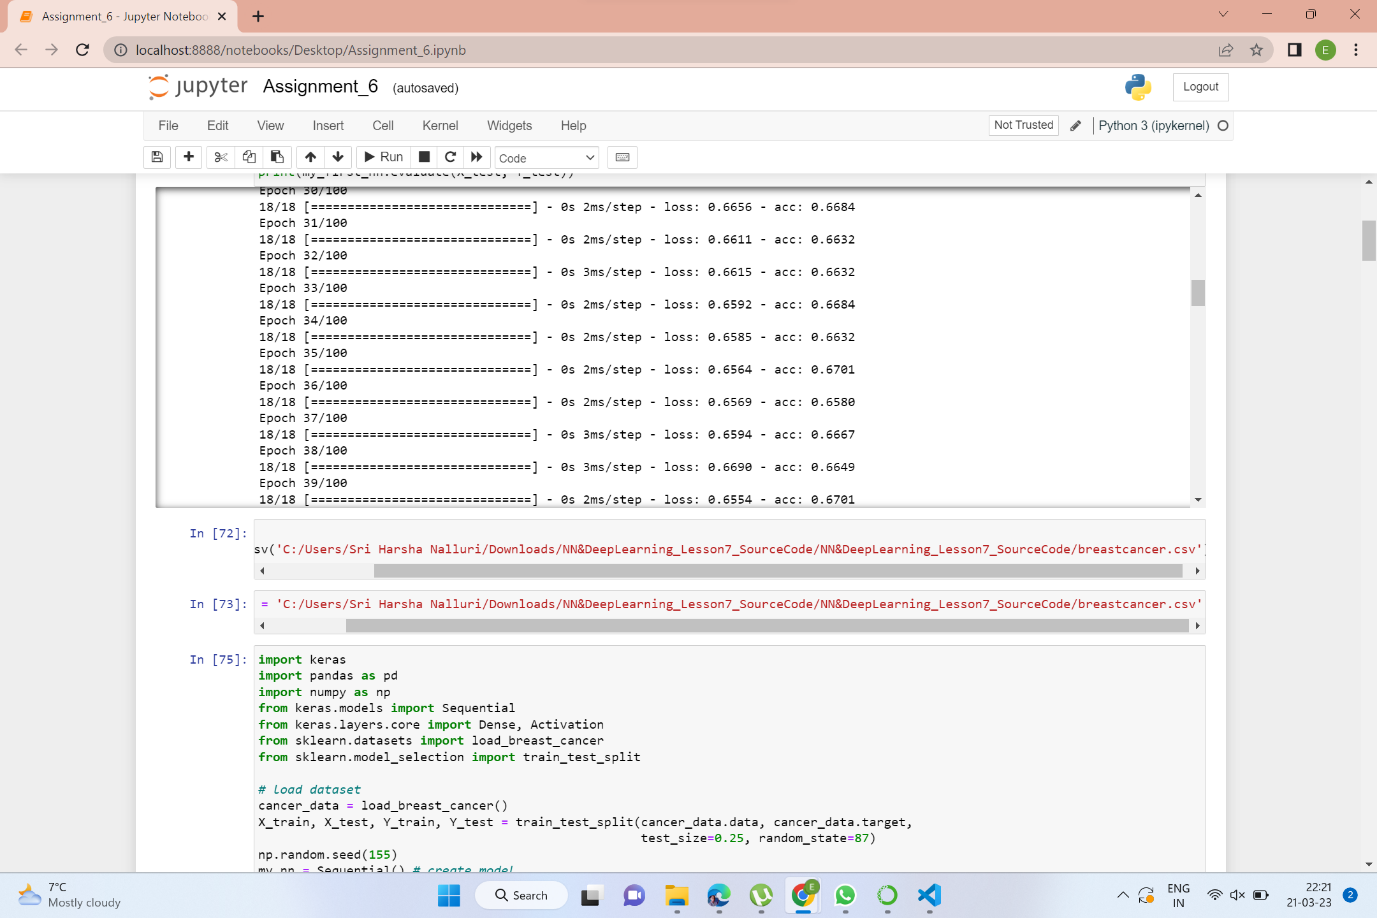 Assignment_6 - Jupyter Noteboo
localhost:8888/notebooks/Desktop/Assignment_6.ipynb
E
jupyter Assignment_6 (autosaved)
Logout
File Edit View Insert Cell Kernel Widgets Help
Not Trusted
Python 3 (ipykernel)
Run
Code
print(my_first_nn.evaluate(X_test, Y_test))
Epoch 30/100
18/18 [==============================] - 0s 2ms/step - loss: 0.6656 - acc: 0.6684
Epoch 31/100
18/18 [==============================] - 0s 2ms/step - loss: 0.6611 - acc: 0.6632
Epoch 32/100
18/18 [==============================] - 0s 3ms/step - loss: 0.6615 - acc: 0.6632
Epoch 33/100
18/18 [==============================] - 0s 2ms/step - loss: 0.6592 - acc: 0.6684
Epoch 34/100
18/18 [==============================] - 0s 2ms/step - loss: 0.6585 - acc: 0.6632
Epoch 35/100
18/18 [==============================] - 0s 2ms/step - loss: 0.6564 - acc: 0.6701
Epoch 36/100
18/18 [==============================] - 0s 2ms/step - loss: 0.6569 - acc: 0.6580
Epoch 37/100
18/18 [==============================] - 0s 3ms/step - loss: 0.6594 - acc: 0.6667
Epoch 38/100
18/18 [==============================] - 0s 3ms/step - loss: 0.6690 - acc: 0.6649
Epoch 39/100
18/18 [==============================] - 0s 2ms/step - loss: 0.6554 - acc: 0.6701
In [72]:
sv('C:/Users/Sri Harsha Nalluri/Downloads/NN&DeepLearning_Lesson7_SourceCode/NN&DeepLearning_Lesson7_SourceCode/breastcancer.csv')
In [73]: = 'C:/Users/Sri Harsha Nalluri/Downloads/NN&DeepLearning_Lesson7_SourceCode/NN&DeepLearning_Lesson7_SourceCode/breastcancer.csv'
In [75]: import keras
import pandas as pd
import numpy as np
from keras.models import Sequential
from keras.layers.core import Dense, Activation
from sklearn.datasets import load_breast_cancer
from sklearn.model_selection import train_test_split
# load dataset
cancer_data = load_breast_cancer()
X_train, X_test, Y_train, Y_test = train_test_split(cancer_data.data, cancer_data.target,
test_size=0.25, random_state=87)
np.random.seed(155)
my_nn = Sequential() # create model
7°C
Mostly cloudy
Search
E
ENG
IN
22:21
21-03-23
2